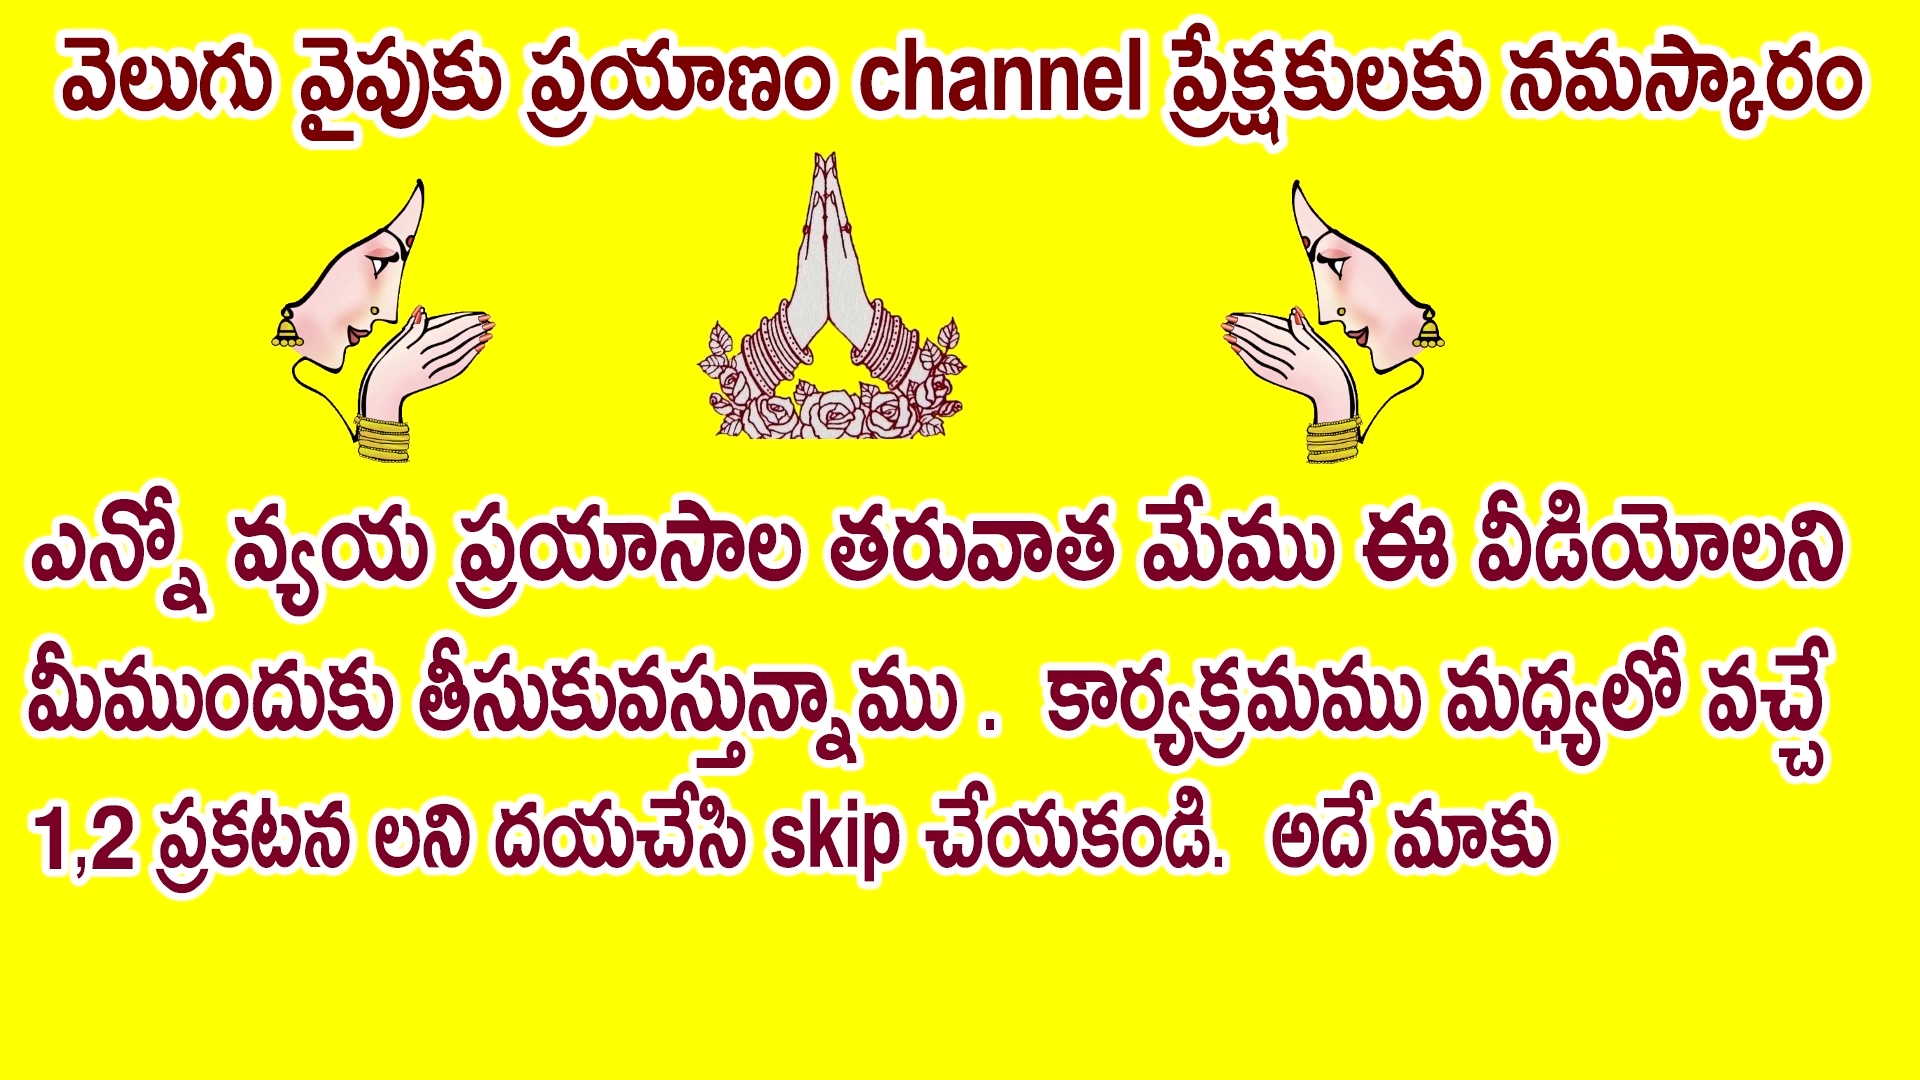 వెలుగు వైపుకు ప్రయాణం channel ప్రేక్షకులకు నమస్కారం
ఎన్నో వ్యయ ప్రయాసాల తరువాత మేము ఈ వీడియోలని
మీముందుకు తీసుకువస్తున్నాము . కార్యక్రమము మధ్యలో వచ్చే
1,2 ప్రకటన లని దయచేసి skip చేయకండి. అదే మాకు